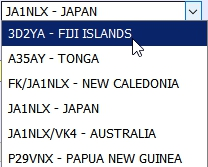 JA1NLX - JAPAN
3D2YA - FIJI ISLANDS
A35AY - TONGA
FK/JA1NLX - NEW CALEDONIA
JA1NLX - JAPAN
JA1NLX/VK4 - AUSTRALIA
P29VNX - PAPUA NEW GUINEA